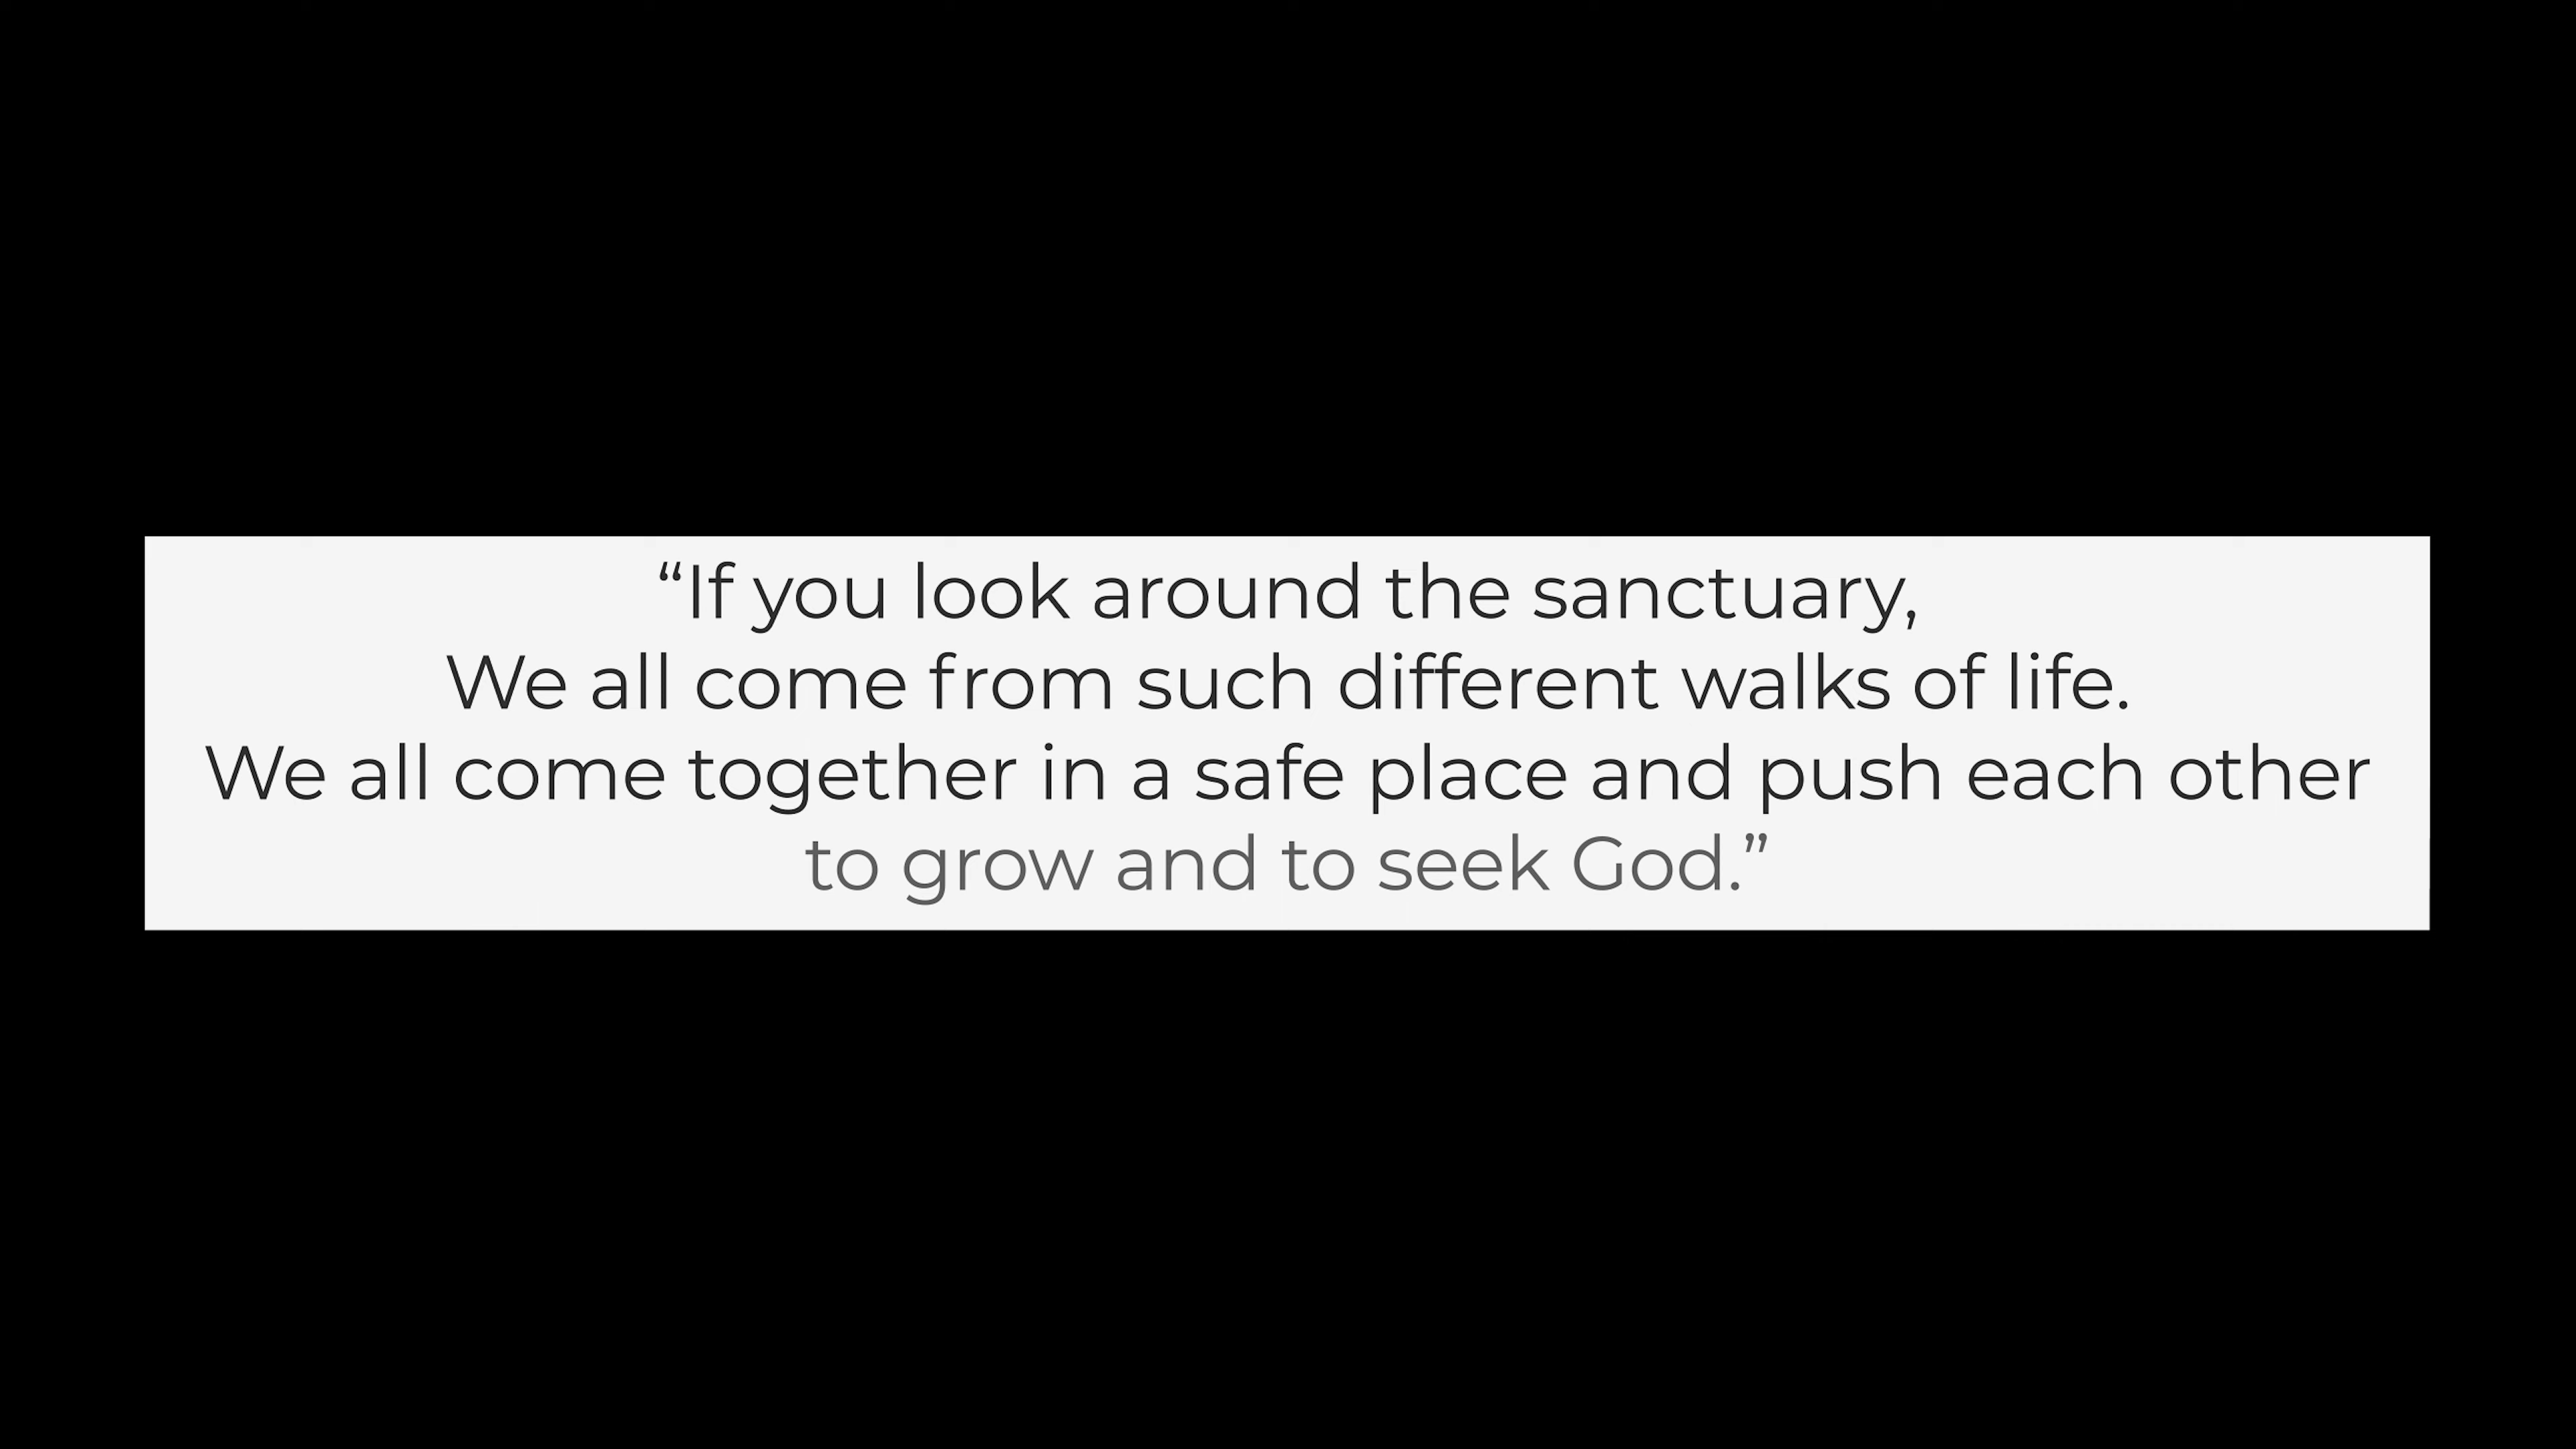 “If you look around the sanctuary,
We all come from such different walks of life.
We all come together in a safe place and push each other
to grow and to seek God.”